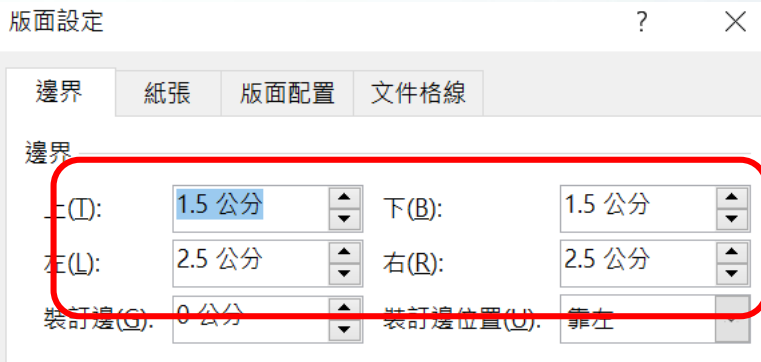 版面設定 ?
邊界 紙張 版面配置 文件格線
邊界
上(T): 1.5 公分 下(B): 1.5 公分
左(L): 2.5 公分 右(R): 2.5 公分
裝訂邊(G): 0 公分 裝訂邊位置(U): 靠左